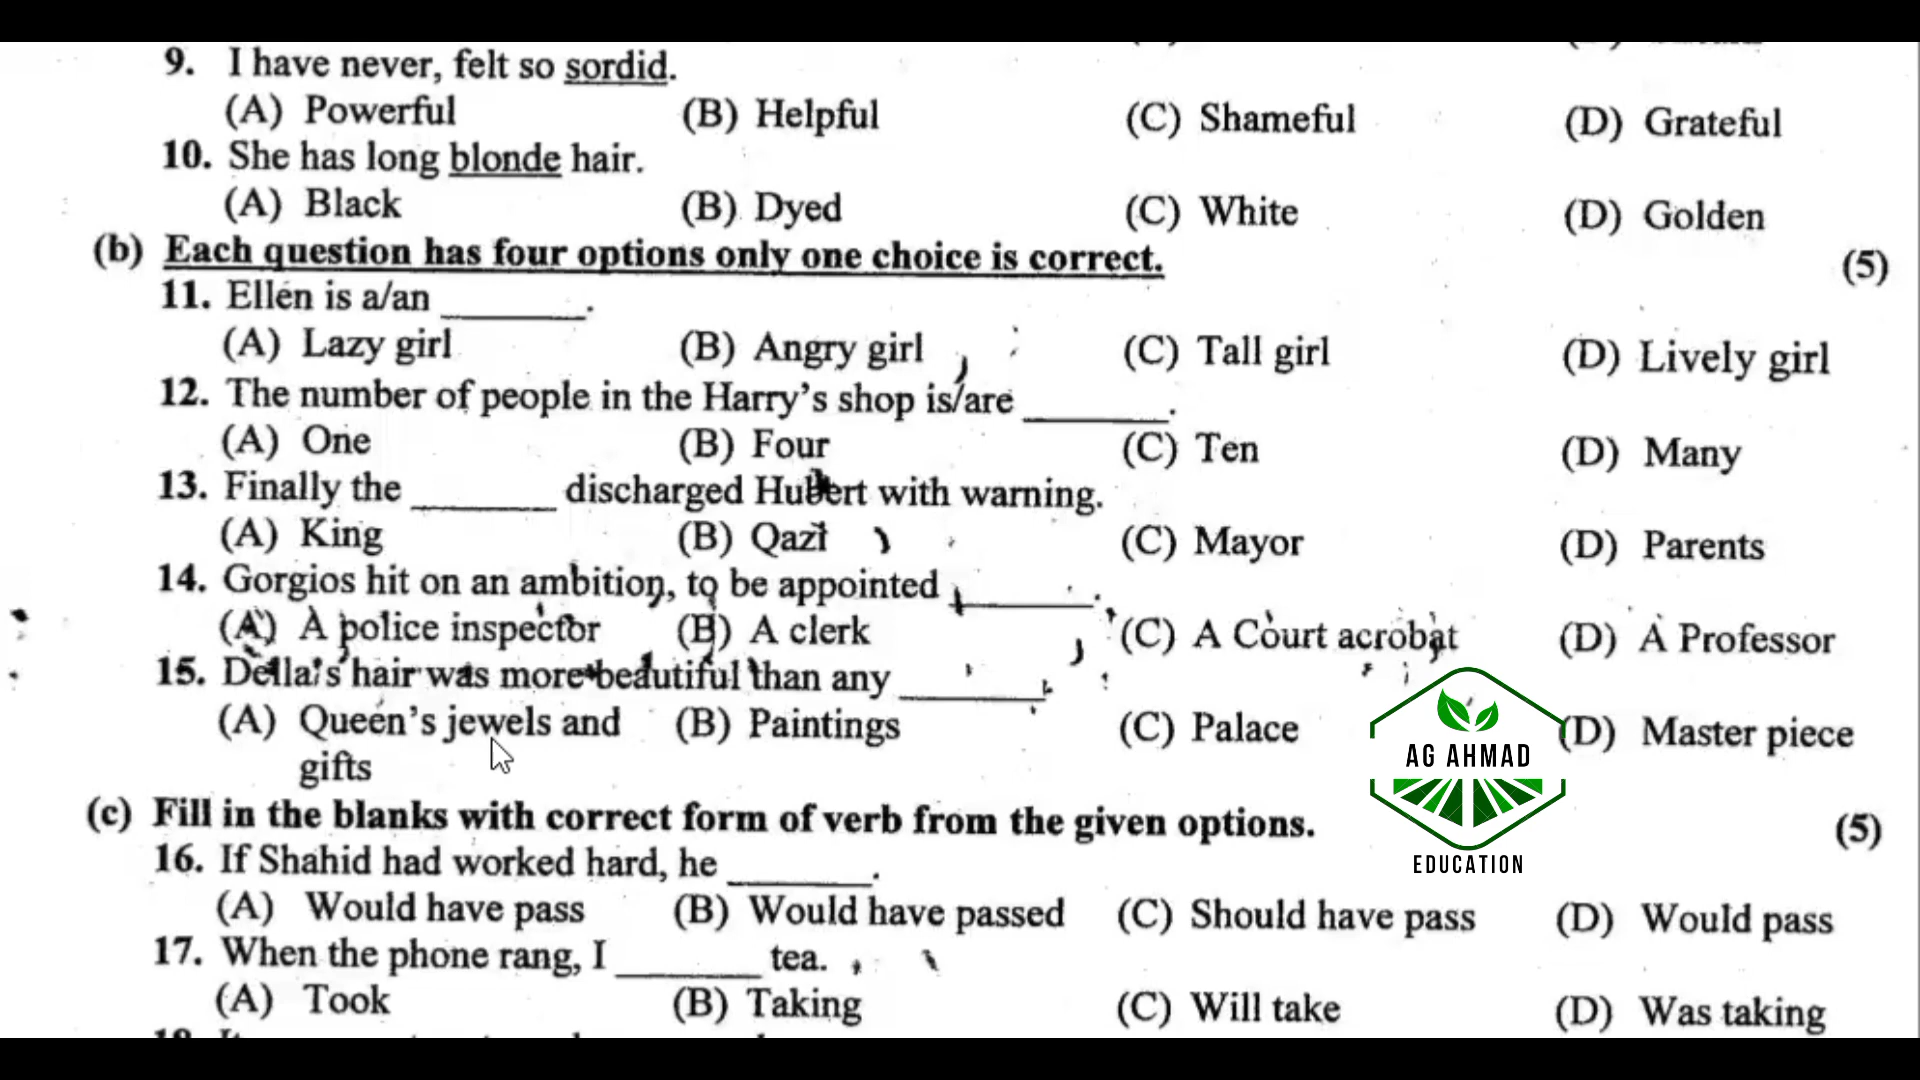 9. I have never, felt so sordid.
(A) Powerful (B) Helpful (C) Shameful (D) Grateful
10. She has long blonde hair.
(A) Black (B) Dyed (C) White (D) Golden
(b) Each question has four options only one choice is correct. (5)
11. Ellen is a/an ________.
(A) Lazy girl (B) Angry girl (C) Tall girl (D) Lively girl
12. The number of people in the Harry's shop is/are ________.
(A) One (B) Four (C) Ten (D) Many
13. Finally the ________ discharged Hubert with warning.
(A) King (B) Qazi (C) Mayor (D) Parents
14. Gorgios hit on an ambition, to be appointed ________.
(A) A police inspector (B) A clerk (C) A Court acrobat (D) A Professor
15. Della's hair was more beautiful than any ________.
(A) Queen's jewels and (B) Paintings (C) Palace (D) Master piece
gifts
AG AHMAD
EDUCATION
(c) Fill in the blanks with correct form of verb from the given options. (5)
16. If Shahid had worked hard, he ________.
(A) Would have pass (B) Would have passed (C) Should have pass (D) Would pass
17. When the phone rang, I ________ tea.
(A) Took (B) Taking (C) Will take (D) Was taking